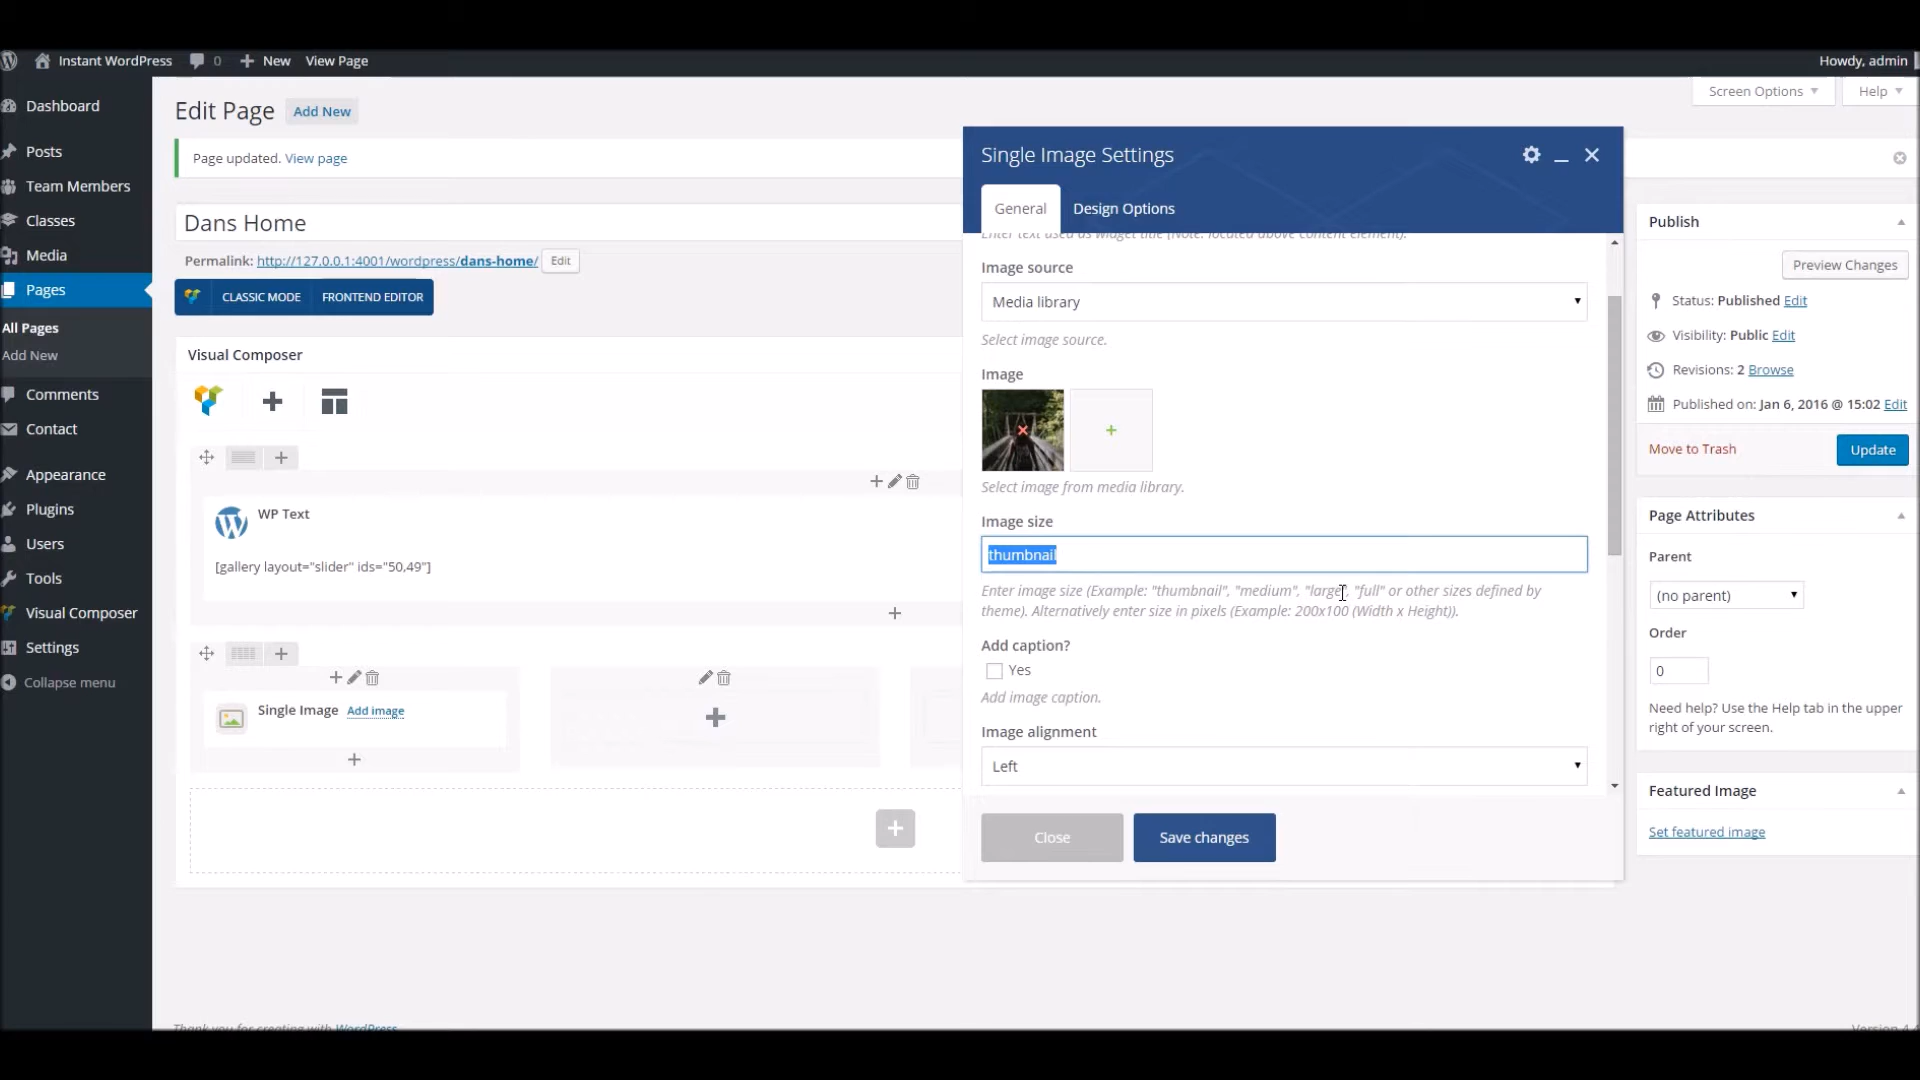 Instant WordPress 0 New View Page Howdy, admin
Dashboard
Posts
Team Members
Classes
Media
Pages
All Pages
Add New
Comments
Contact
Appearance
Plugins
Users
Tools
Visual Composer
Settings
Collapse menu
Screen Options Help
Edit Page Add New
Page updated. View page
Dans Home
Permalink: http://127.0.0.1:4001/wordpress/dans-home/ Edit
CLASSIC MODE FRONTEND EDITOR
Visual Composer
WP Text
[gallery layout="slider" ids="50,49"]
Single Image Add image
Thank you for creating with WordPress
Single Image Settings
General Design Options
Enter text used as widget title (Note: located above content element).
Image source
Media library
Select image source.
Image
Select image from media library.
Image size
thumbnail
Enter image size (Example: "thumbnail", "medium", "large", "full" or other sizes defined by
theme). Alternatively enter size in pixels (Example: 200x100 (Width x Height)).
Add caption?
Yes
Add image caption.
Image alignment
Left
Close Save changes
Publish
Preview Changes
Status: Published Edit
Visibility: Public Edit
Revisions: 2 Browse
Published on: Jan 6, 2016 @ 15:02 Edit
Move to Trash Update
Page Attributes
Parent
(no parent)
Order
0
Need help? Use the Help tab in the upper
right of your screen.
Featured Image
Set featured image